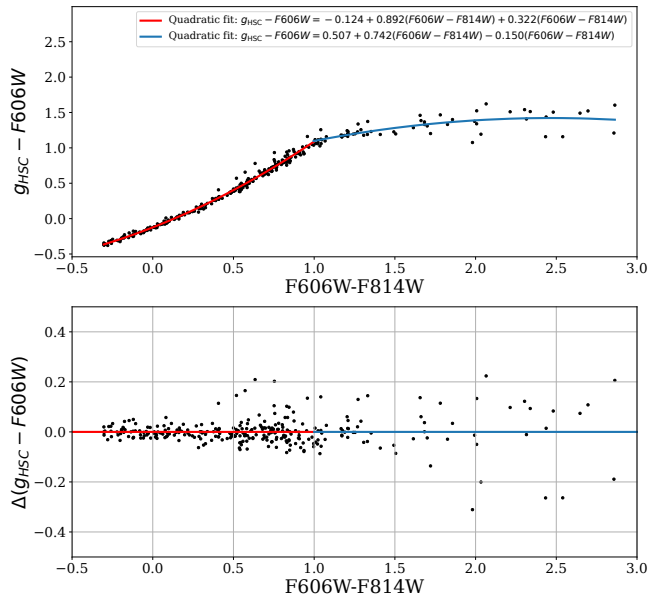 Quadratic fit: g_HSC − F606W = −0.124 + 0.892(F606W − F814W) + 0.322(F606W − F814W)
Quadratic fit: g_HSC − F606W = 0.507 + 0.742(F606W − F814W) − 0.150(F606W − F814W)
2.5
2.0
1.5
1.0
0.5
0.0
−0.5
g_HSC − F606W
−0.5 0.0 0.5 1.0 1.5 2.0 2.5 3.0
F606W-F814W
0.4
0.2
0.0
−0.2
−0.4
Δ(g_HSC − F606W)
−0.5 0.0 0.5 1.0 1.5 2.0 2.5 3.0
F606W-F814W